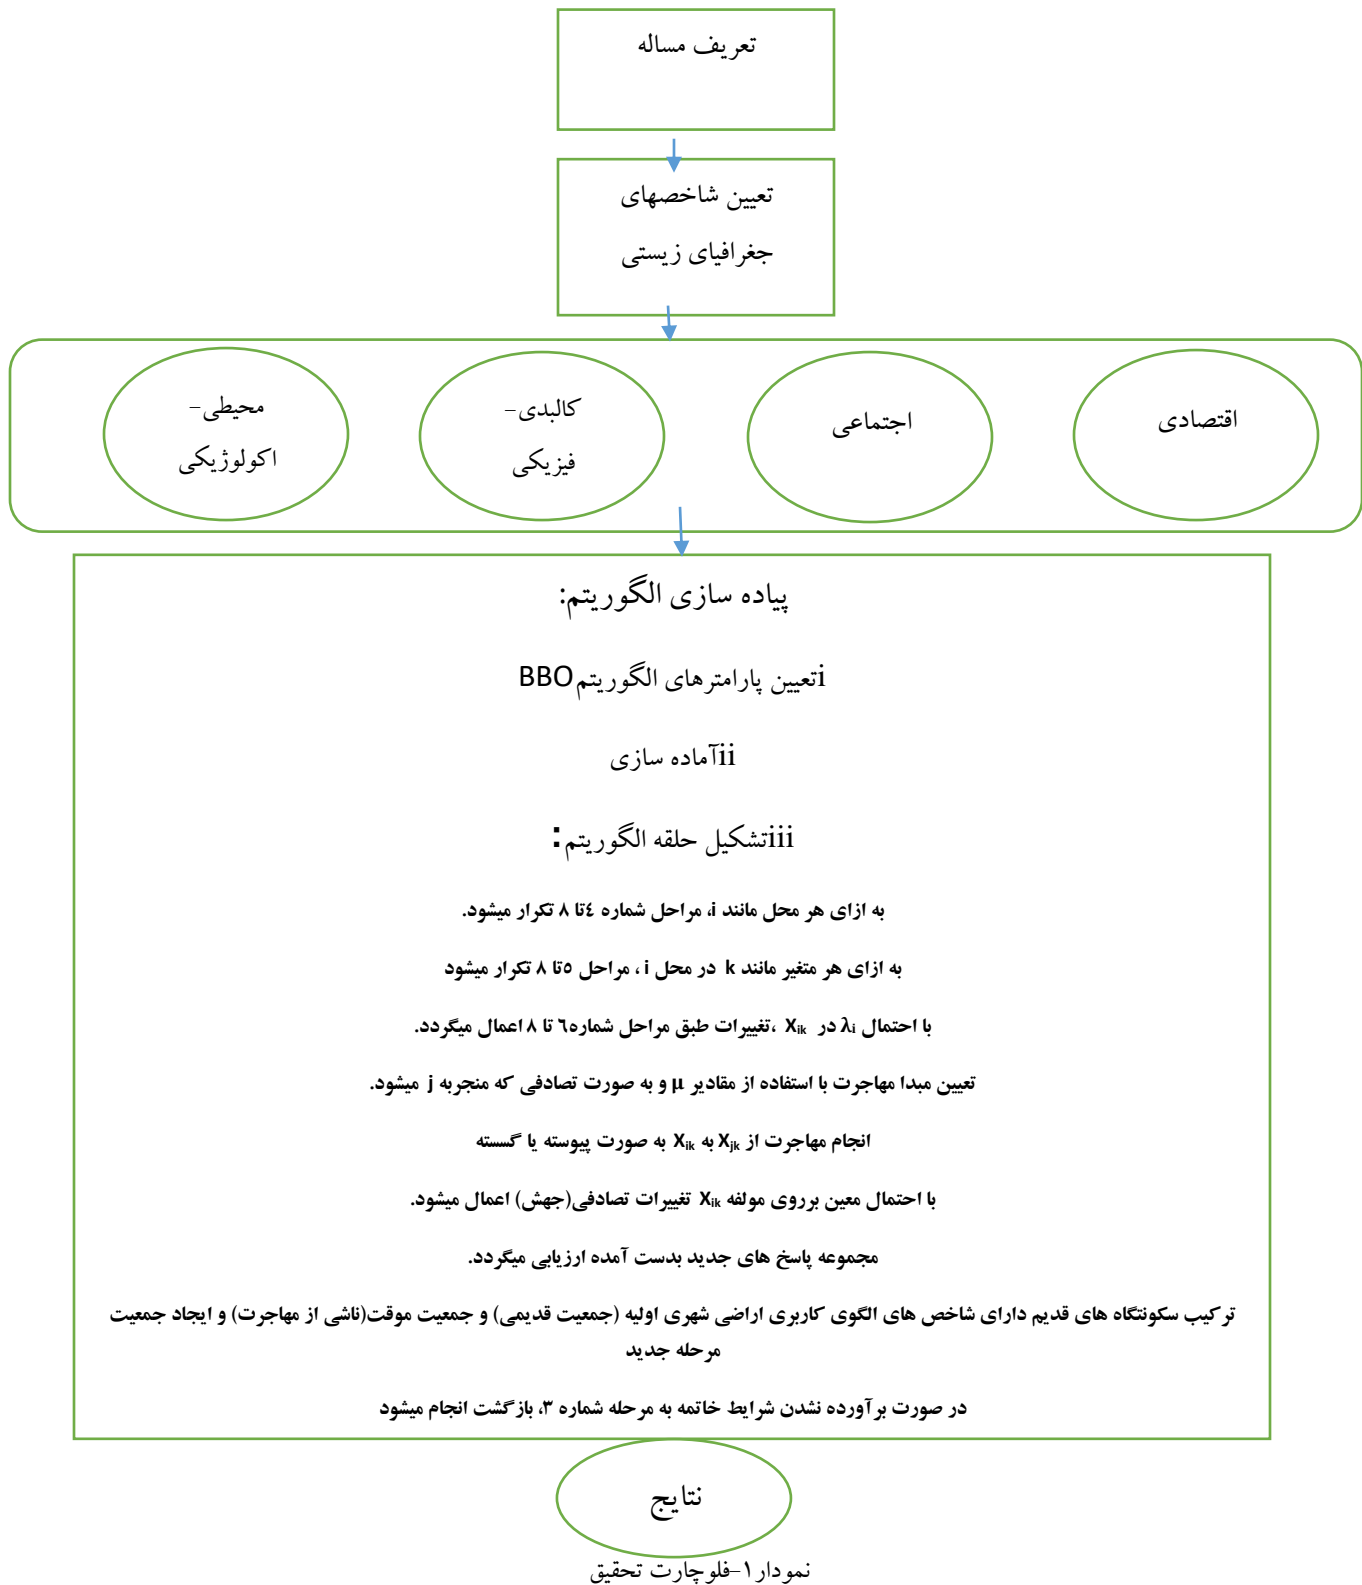 تعریف مساله
تعیین شاخصهای
جغرافیای زیستی
اقتصادی
اجتماعی
کالبدی-
فیزیکی
محیطی-
اکولوژیکی
پیاده سازی الگوریتم:
iتعیین پارامترهای الگوریتمBBO
iiآماده سازی
iiiتشکیل حلقه الگوریتم:
به ازای هر محل مانند i، مراحل شماره ٤تا ٨ تکرار میشود.
به ازای هر متغیر مانند k در محل i ، مراحل ٥تا ٨ تکرار میشود
با احتمال λi در Xik ،تغییرات طبق مراحل شماره٦ تا ٨ اعمال میگردد.
تعیین مبدا مهاجرت با استفاده از مقادیر μ و به صورت تصادفی که منجربه j میشود.
انجام مهاجرت از Xjk به Xik به صورت پیوسته یا گسسته
با احتمال معین برروی مولفه Xik تغییرات تصادفی(جهش) اعمال میشود.
مجموعه پاسخ های جدید بدست آمده ارزیابی میگردد.
ترکیب سکونتگاه های قدیم دارای شاخص های الگوی کاربری اراضی شهری اولیه (جمعیت قدیمی) و جمعیت موقت(ناشی از مهاجرت) و ایجاد جمعیت
مرحله جدید
در صورت برآورده نشدن شرایط خاتمه به مرحله شماره ٣، بازگشت انجام میشود
نتایج
نمودار١-فلوچارت تحقیق